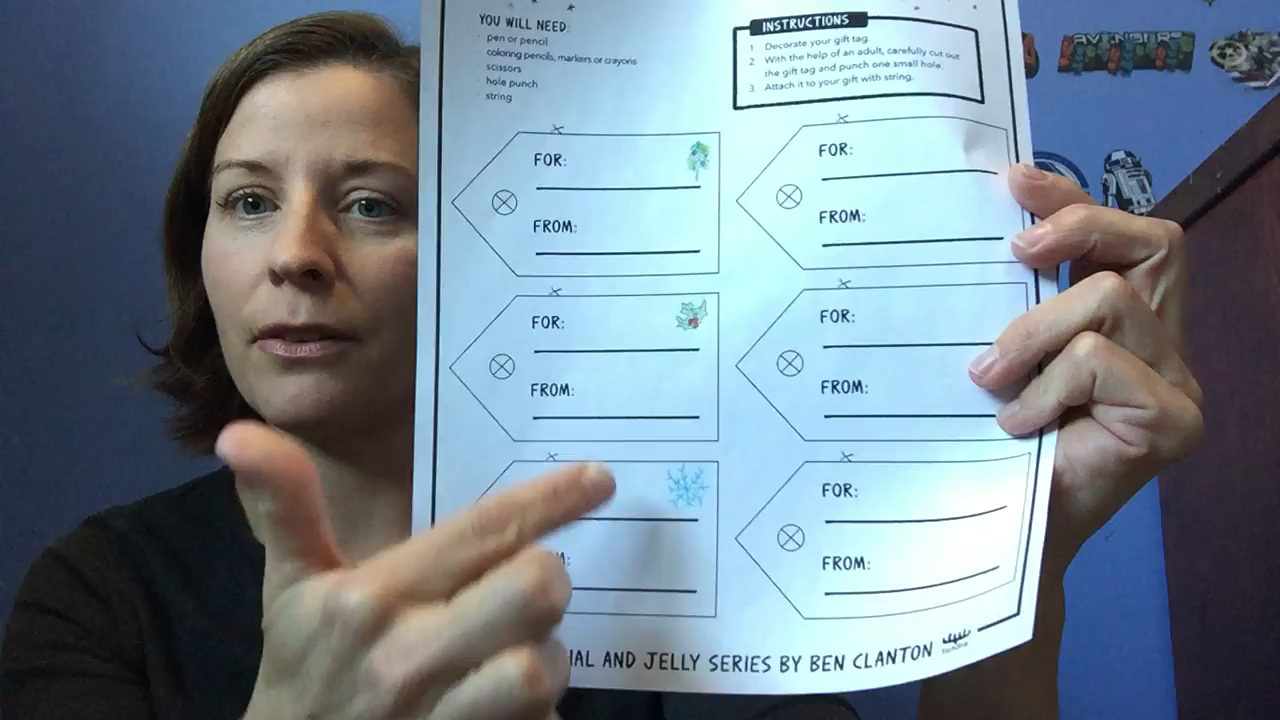 YOU WILL NEED:
pen or pencil
coloring pencils, markers or crayons
scissors
hole punch
string
INSTRUCTIONS
1 Decorate your gift tag.
2 With the help of an adult, carefully cut out
the gift tag and punch one small hole.
3 Attach it to your gift with string.
FOR:
FROM:
FOR:
FROM:
FOR:
FROM:
FOR:
FROM:
FOR:
FROM:
AND JELLY SERIES BY BEN CLANTON
tundra
AVENGERS